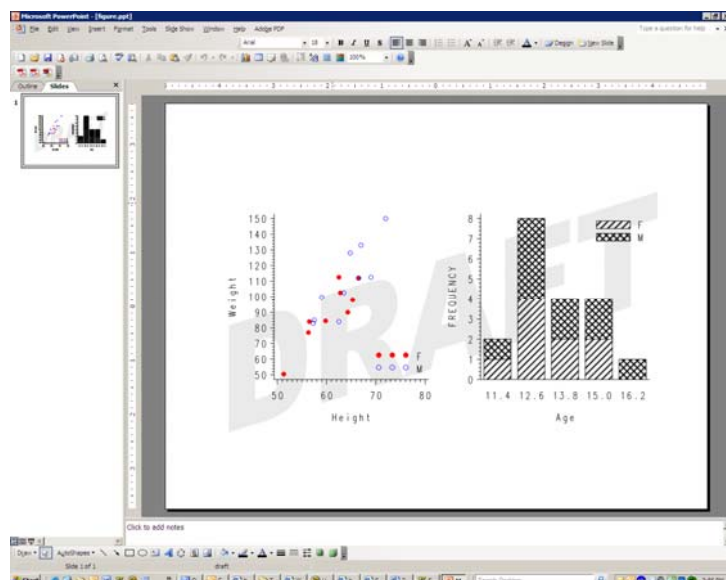 Microsoft PowerPoint - [figure.ppt]
File Edit View Insert Format Tools Slide Show Window Help Adobe PDF
Type a question for help
Arial 18 B I U S Design New Slide
100%
Outline Slides
1
DRAFT
Weight
150
140
130
120
110
100
90
80
70
60
50
50 60 70 80
Height
F
M
FREQUENCY
8
7
6
5
4
3
2
1
0
11.4 12.6 13.8 15.0 16.2
Age
F
M
Click to add notes
Draw AutoShapes
Slide 1 of 1 draft